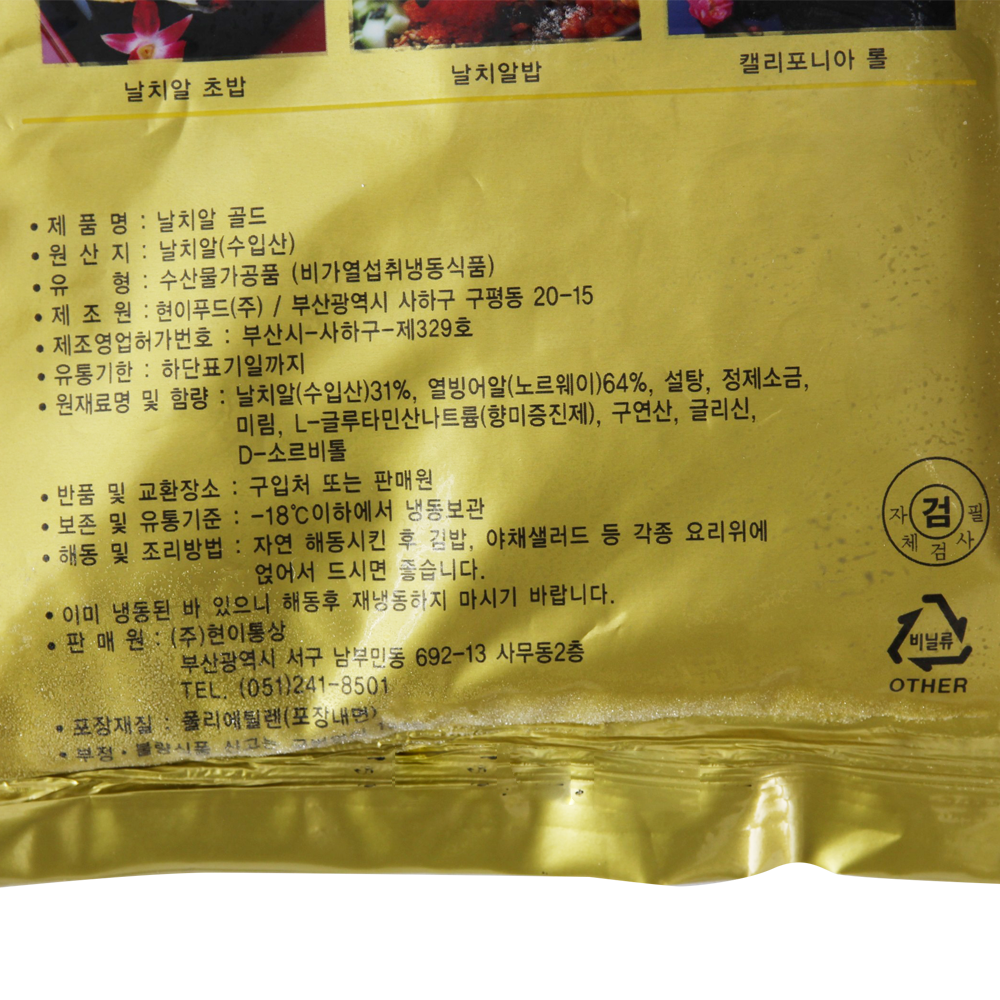 날치알 초밥
날치알밥
캘리포니아 롤
• 제 품 명 : 날치알 골드
• 원 산 지 : 날치알(수입산)
• 유 형 : 수산물가공품 (비가열섭취냉동식품)
• 제 조 원 : 현이푸드(주) / 부산광역시 사하구 구평동 20-15
• 제조영업허가번호 : 부산시-사하구-제329호
• 유통기한 : 하단표기일까지
• 원재료명 및 함량 : 날치알(수입산)31%, 열빙어알(노르웨이)64%, 설탕, 정제소금,
미림, L-글루타민산나트륨(향미증진제), 구연산, 글리신,
D-소르비톨
• 반품 및 교환장소 : 구입처 또는 판매원
• 보존 및 유통기준 : -18℃이하에서 냉동보관
• 해동 및 조리방법 : 자연 해동시킨 후 김밥, 야채샐러드 등 각종 요리위에
얹어서 드시면 좋습니다.
• 이미 냉동된 바 있으니 해동후 재냉동하지 마시기 바랍니다.
• 판 매 원 : (주)현이통상
부산광역시 서구 남부민동 692-13 사무동2층
TEL. (051)241-8501
• 포장재질 : 폴리에틸렌(포장내면)
• 부정・불량식품 신고는
자 검 필
체 검 사
비닐류
OTHER